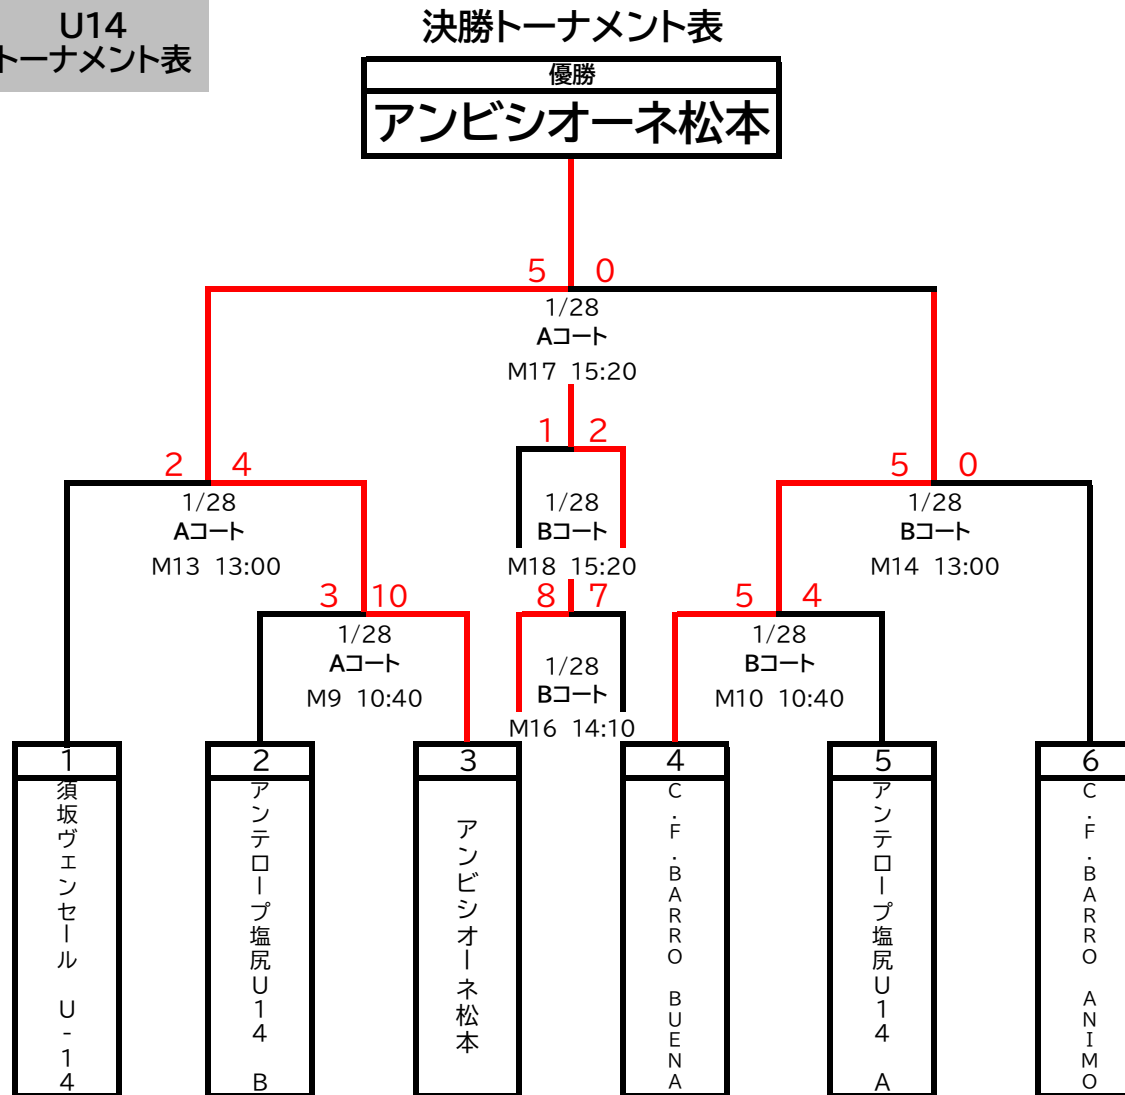 U14
トーナメント表
決勝トーナメント表
優勝
アンビシオーネ松本
5 0
1/28
Aコート
M17 15:20
1 2
1/28
Bコート
M18 15:20
2 4
1/28
Aコート
M13 13:00
5 0
1/28
Bコート
M14 13:00
3 10
1/28
Aコート
M9 10:40
8 7
1/28
Bコート
M16 14:10
5 4
1/28
Bコート
M10 10:40
1
須坂ヴェンセール U-14
2
アンテロープ塩尻U14 B
3
アンビシオーネ松本
4
C.F.BARRO BUENA
5
アンテロープ塩尻U14 A
6
C.F.BARRO ANIMO